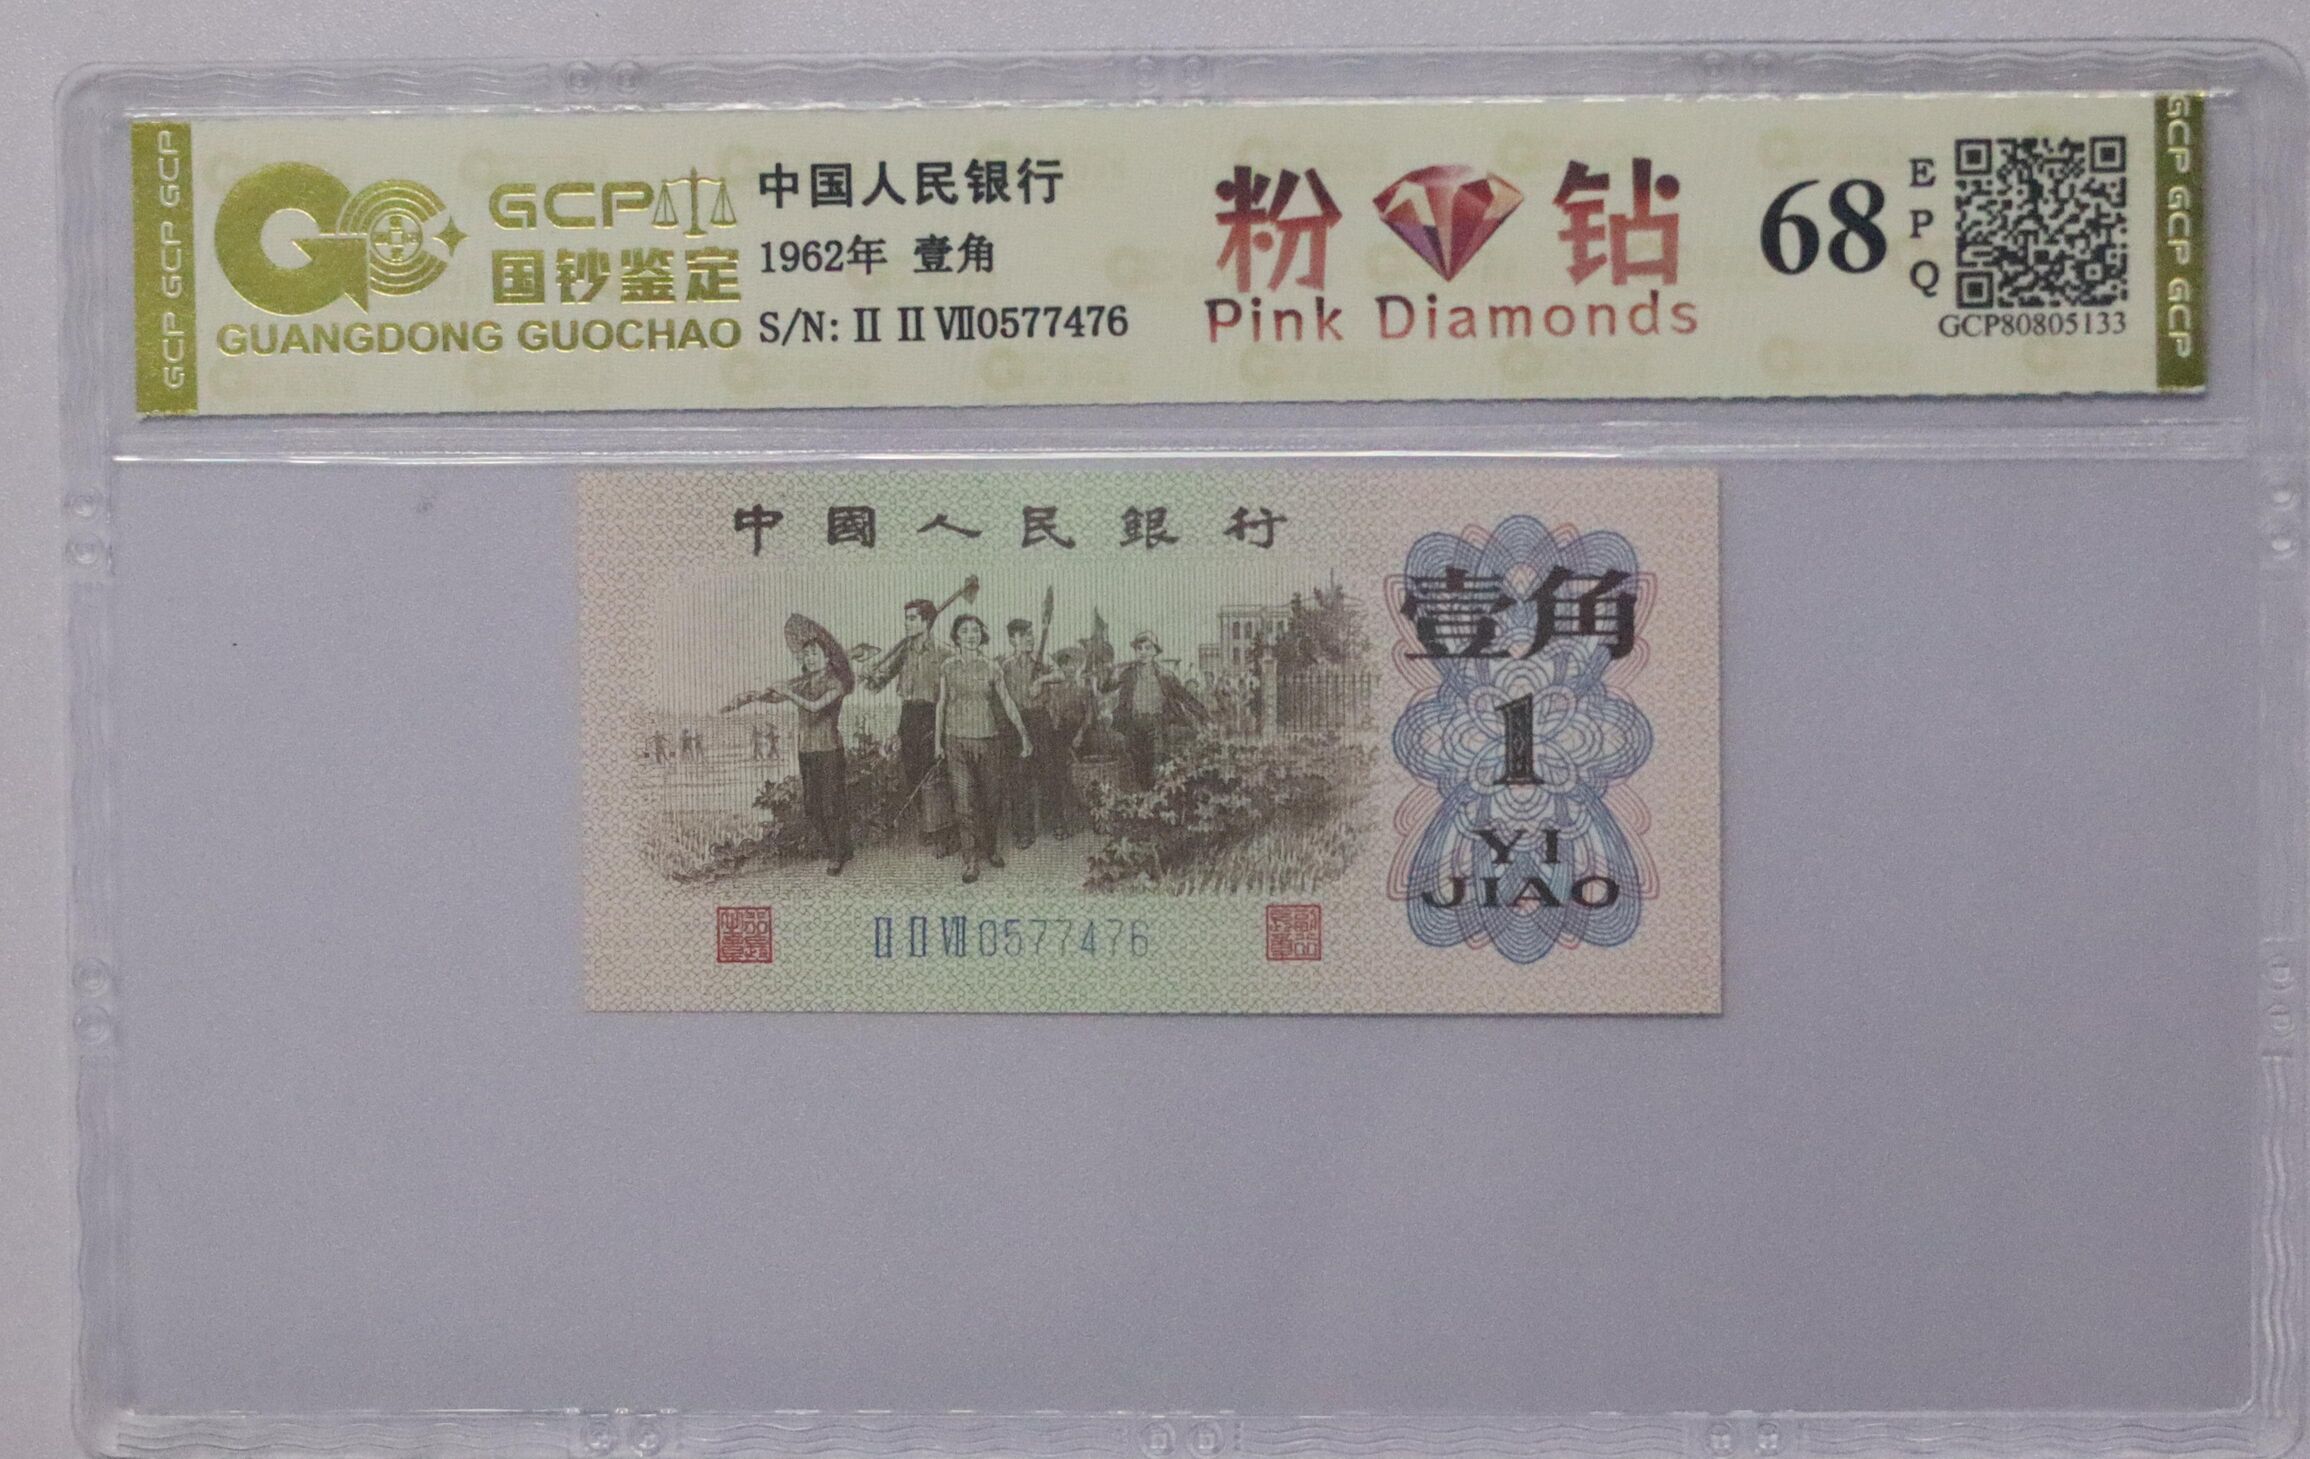 GCP GCP GCP
GCP
国钞鉴定
GUANGDONG GUOCHAO
中国人民银行
1962年 壹角
S/N: Ⅱ Ⅱ Ⅶ0577476
粉 钻
Pink Diamonds
68
EPQ
GCP80805133
GCP GCP GCP
中國人民銀行
壹角
1
YI
JIAO
Ⅱ Ⅱ Ⅶ0577476